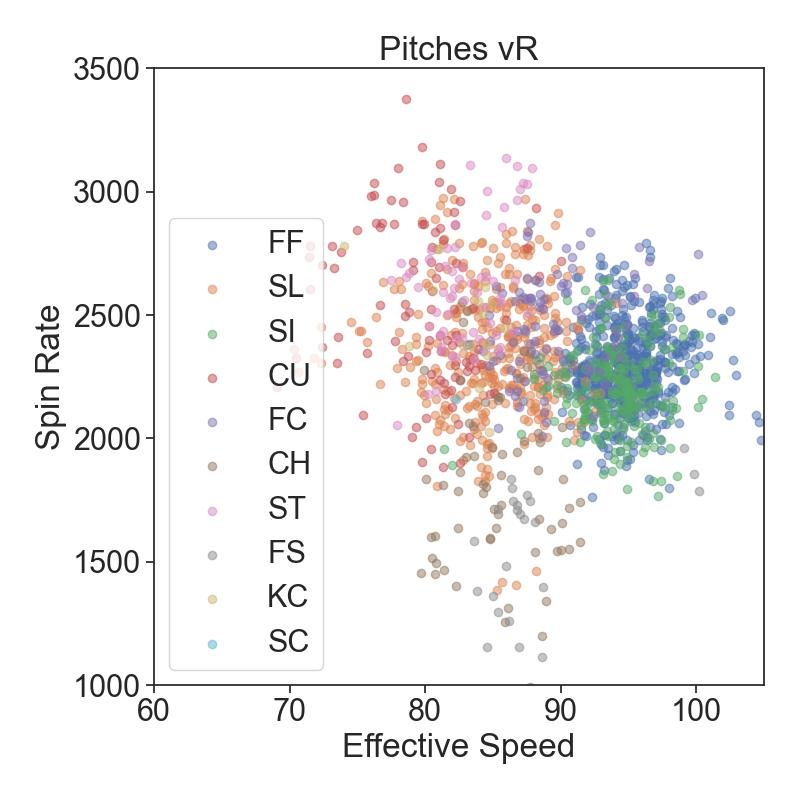 Pitches vR
3500
3000
2500
2000
1500
1000
Spin Rate
FF
SL
SI
CU
FC
CH
ST
FS
KC
SC
60 70 80 90 100
Effective Speed